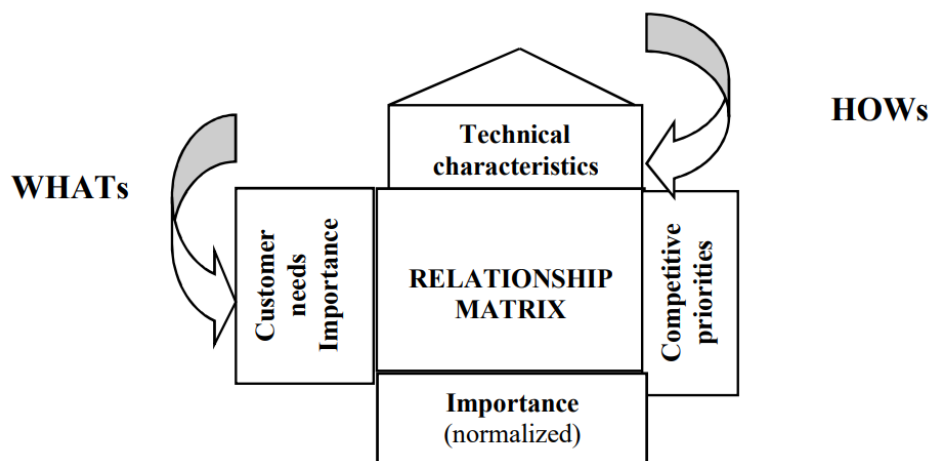 HOWs
Technical
characteristics
WHATs
Customer
needs
Importance
RELATIONSHIP
MATRIX
Competitive
priorities
Importance
(normalized)